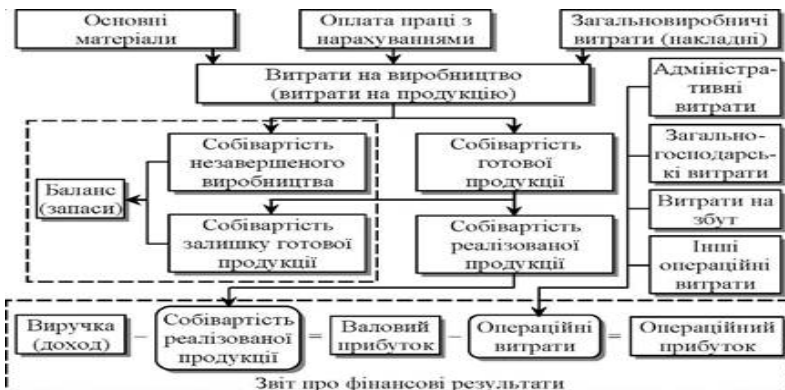 Основні
матеріали
Оплата праці з
нарахуваннями
Загальновиробничі
витрати (накладні)
Витрати на виробництво
(витрати на продукцію)
Адміністра-
тивні
витрати
Собівартість
незавершеного
виробництва
Собівартість
готової
продукції
Загально-
господарсь-
кі витрати
Баланс
(запаси)
Витрати на
збут
Собівартість
залишку готової
продукції
Собівартість
реалізованої
продукції
Інші
операційні
витрати
Виручка
(доход)
–
Собівартість
реалізованої
продукції
=
Валовий
прибуток
–
Операційні
витрати
=
Операційний
прибуток
Звіт про фінансові результати